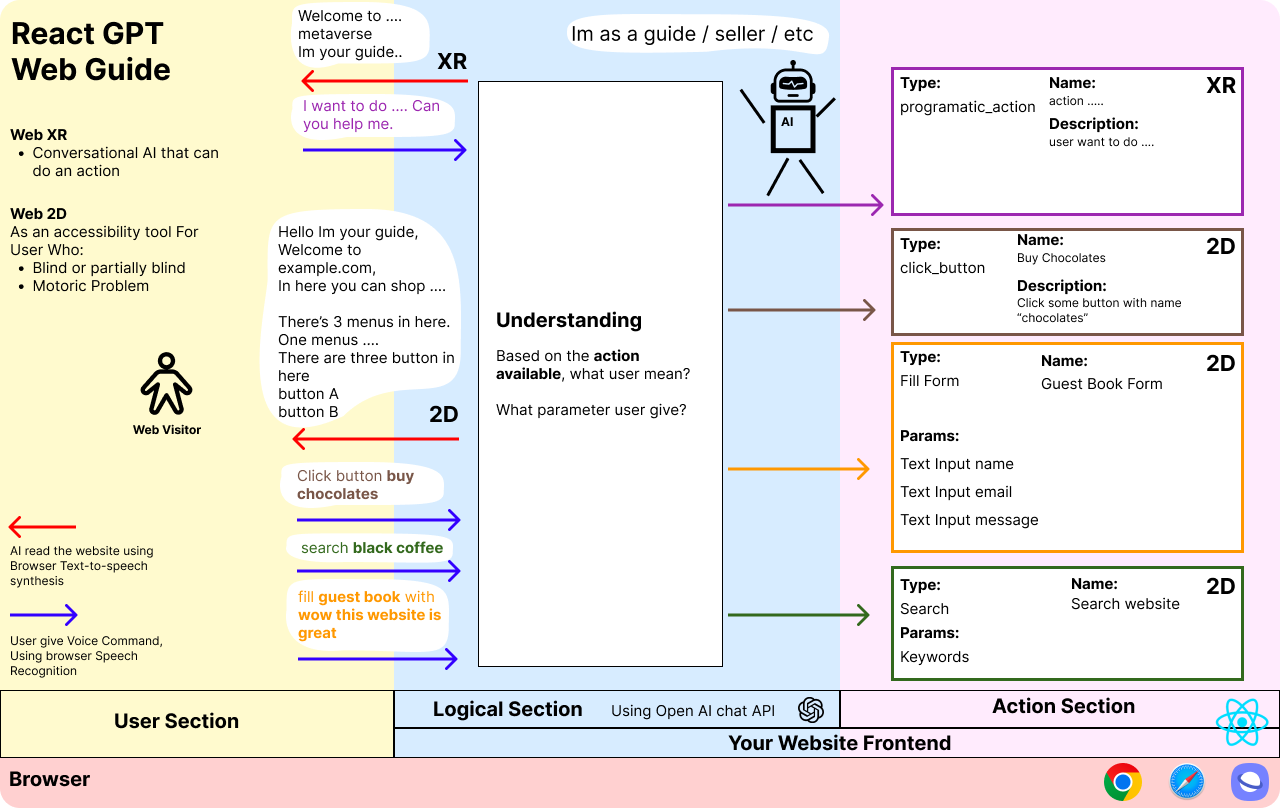 React GPT
Web Guide
Web XR
• Conversational AI that can
do an action
Web 2D
As an accessibility tool For
User Who:
• Blind or partially blind
• Motoric Problem
Web Visitor
AI read the website using
Browser Text-to-speech
synthesis
User give Voice Command,
Using browser Speech
Recognition
Welcome to ....
metaverse
Im your guide..
XR
I want to do .... Can
you help me.
Hello Im your guide,
Welcome to
example.com,
In here you can shop ....
There’s 3 menus in here.
One menus ....
There are three button in
here
button A
button B
2D
Click button buy
chocolates
search black coffee
fill guest book with
wow this website is
great
Im as a guide / seller / etc
AI
Understanding
Based on the action
available, what user mean?
What parameter user give?
XR
Type:
programatic_action
Name:
action .....
Description:
user want to do ....
2D
Type:
click_button
Name:
Buy Chocolates
Description:
Click some button with name
“chocolates”
2D
Type:
Fill Form
Name:
Guest Book Form
Params:
Text Input name
Text Input email
Text Input message
2D
Type:
Search
Name:
Search website
Params:
Keywords
User Section
Logical Section Using Open AI chat API
Action Section
Your Website Frontend
Browser